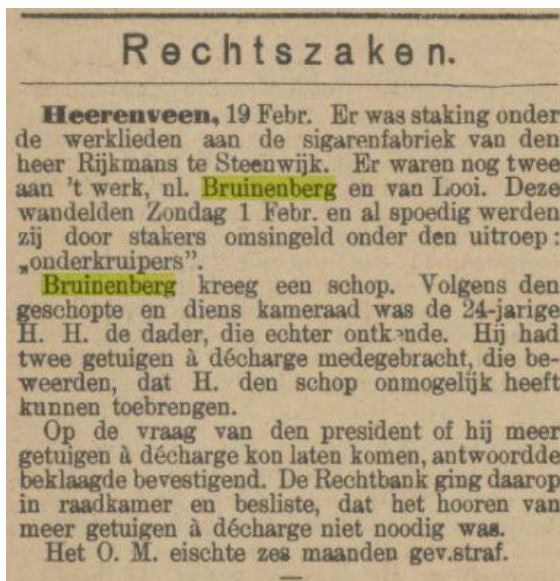 Rechtszaken.
Heerenveen, 19 Febr. Er was staking onder
de werklieden aan de sigarenfabriek van den
heer Rijkmans te Steenwijk. Er waren nog twee
aan 't werk, nl. Bruinenberg en van Looi. Deze
wandelden Zondag 1 Febr. en al spoedig werden
zij door stakers omsingeld onder den uitroep:
„onderkruipers”.
Bruinenberg kreeg een schop. Volgens den
geschopte en diens kameraad was de 24-jarige
H. H. de dader, die echter ontkende. Hij had
twee getuigen à décharge medegebracht, die be-
weerden, dat H. den schop onmogelijk heeft
kunnen toebrengen.
Op de vraag van den president of hij meer
getuigen à décharge kon laten komen, antwoordde
beklaagde bevestigend. De Rechtbank ging daarop
in raadkamer en besliste, dat het hooren van
meer getuigen à décharge niet noodig was.
Het O. M. eischte zes maanden gev.straf.